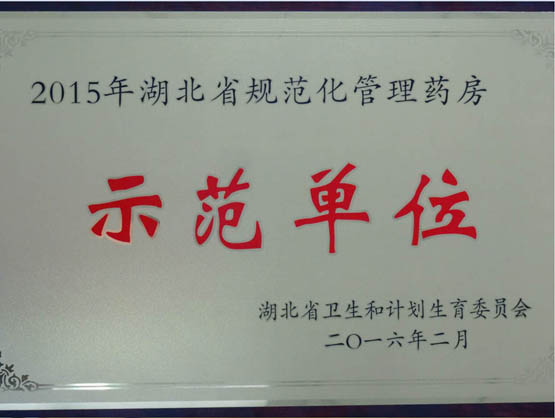 2015年湖北省规范化管理药房
示范单位
湖北省卫生和计划生育委员会
二〇一六年二月